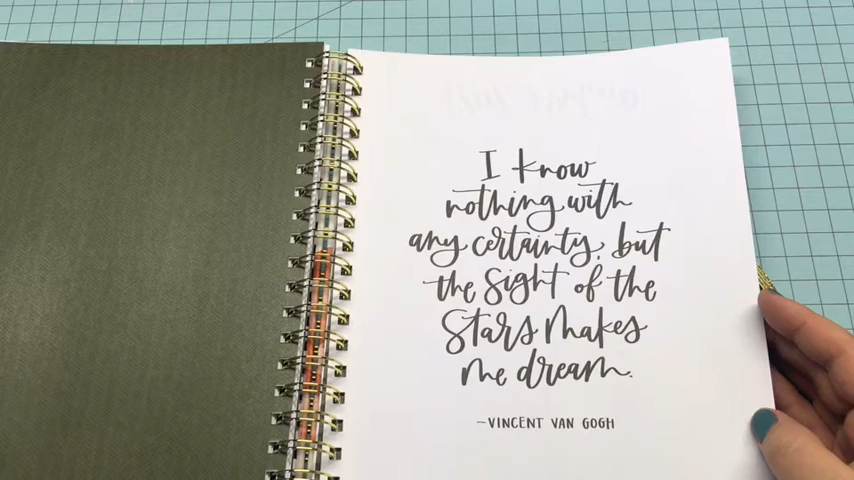 I know
nothing with
any certainty, but
the sight of the
stars makes
me dream.
~VINCENT VAN GOGH